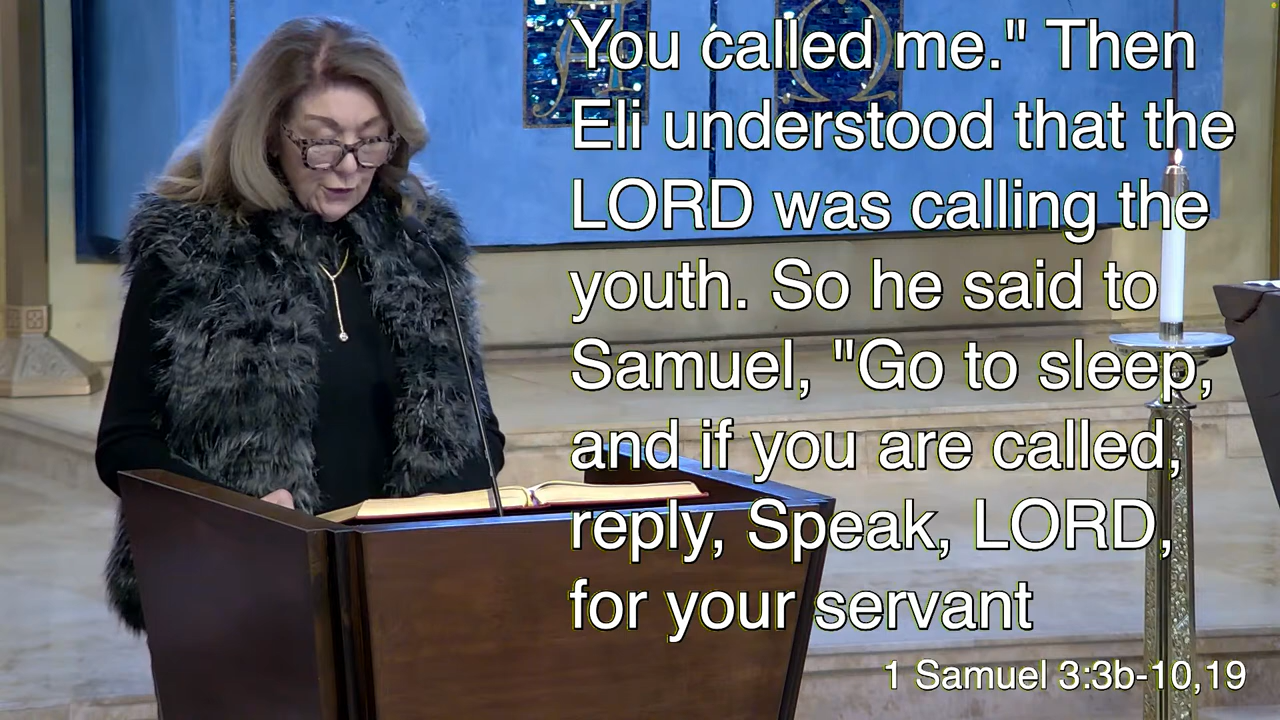 You called me." Then
Eli understood that the
LORD was calling the
youth. So he said to
Samuel, "Go to sleep,
and if you are called,
reply, Speak, LORD,
for your servant
1 Samuel 3:3b-10,19